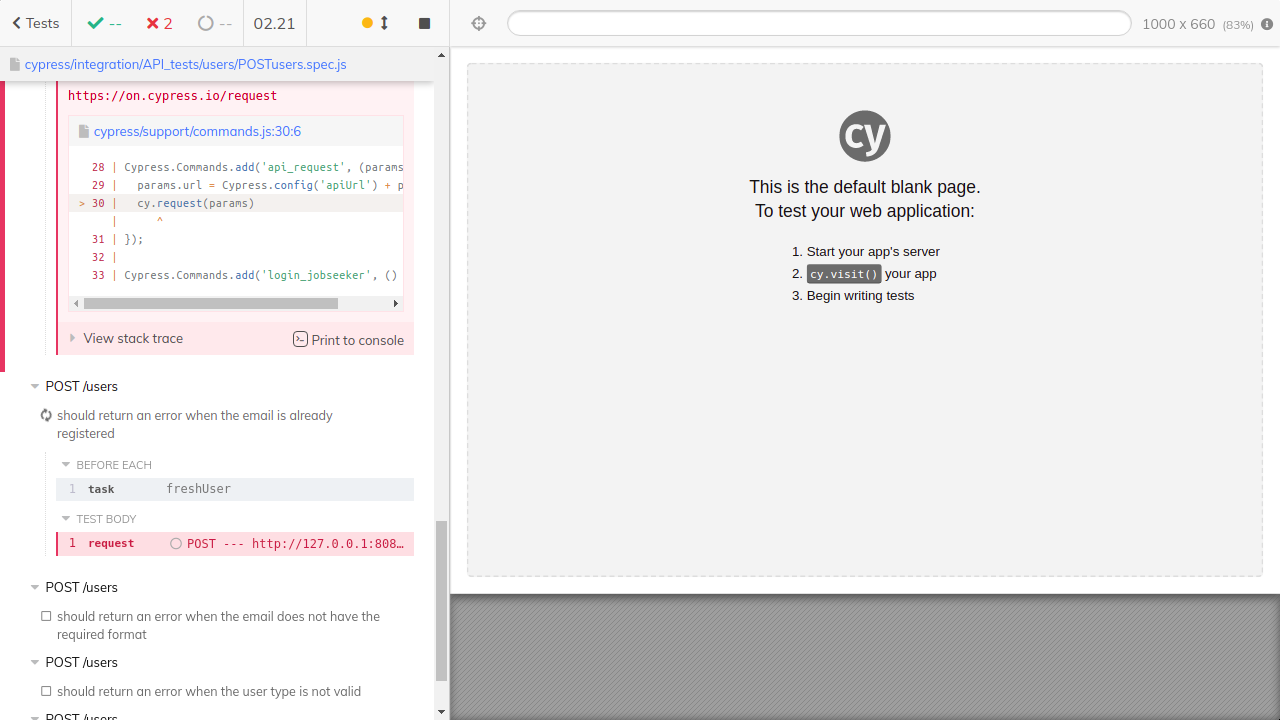 Tests
--
2
--
02.21
1000 x 660 (83%)
cypress/integration/API_tests/users/POSTusers.spec.js
https://on.cypress.io/request
cypress/support/commands.js:30:6
28 | Cypress.Commands.add('api_request', (params
29 | params.url = Cypress.config('apiUrl') + p
> 30 | cy.request(params)
| ^
31 | });
32 |
33 | Cypress.Commands.add('login_jobseeker', ()
View stack trace
Print to console
POST /users
should return an error when the email is already
registered
BEFORE EACH
1 task freshUser
TEST BODY
1 request POST --- http://127.0.0.1:808…
POST /users
should return an error when the email does not have the
required format
POST /users
should return an error when the user type is not valid
POST /users
cy
This is the default blank page.
To test your web application:
1. Start your app's server
2. cy.visit() your app
3. Begin writing tests